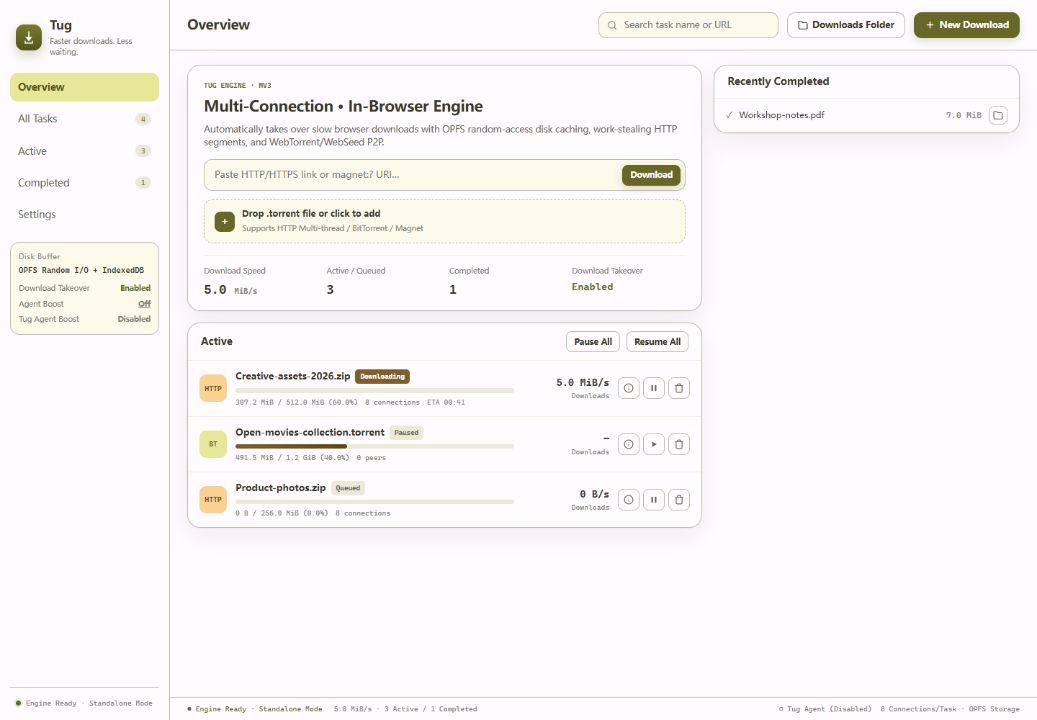 Tug
Faster downloads. Less
waiting.
Overview
All Tasks 4
Active 3
Completed 1
Settings
Disk Buffer
OPFS Random I/O + IndexedDB
Download Takeover Enabled
Agent Boost Off
Tug Agent Boost Disabled
Engine Ready · Standalone Mode
Overview
Search task name or URL
Downloads Folder
+ New Download
TUG ENGINE · MV3
Multi-Connection • In-Browser Engine
Automatically takes over slow browser downloads with OPFS random-access disk caching, work-stealing HTTP
segments, and WebTorrent/WebSeed P2P.
Paste HTTP/HTTPS link or magnet:? URI...
Download
+
Drop .torrent file or click to add
Supports HTTP Multi-thread / BitTorrent / Magnet
Download Speed
5.0 MiB/s
Active / Queued
3
Completed
1
Download Takeover
Enabled
Active
Pause All
Resume All
HTTP
Creative-assets-2026.zip Downloading
307.2 MiB / 512.0 MiB (60.0%) 8 connections ETA 00:41
5.0 MiB/s
Downloads
BT
Open-movies-collection.torrent Paused
491.5 MiB / 1.2 GiB (40.0%) 0 peers
—
Downloads
HTTP
Product-photos.zip Queued
0 B / 256.0 MiB (0.0%) 8 connections
0 B/s
Downloads
Recently Completed
✓ Workshop-notes.pdf 7.0 MiB
Engine Ready · Standalone Mode 5.0 MiB/s · 3 Active / 1 Completed
Tug Agent (Disabled) 8 Connections/Task · OPFS Storage